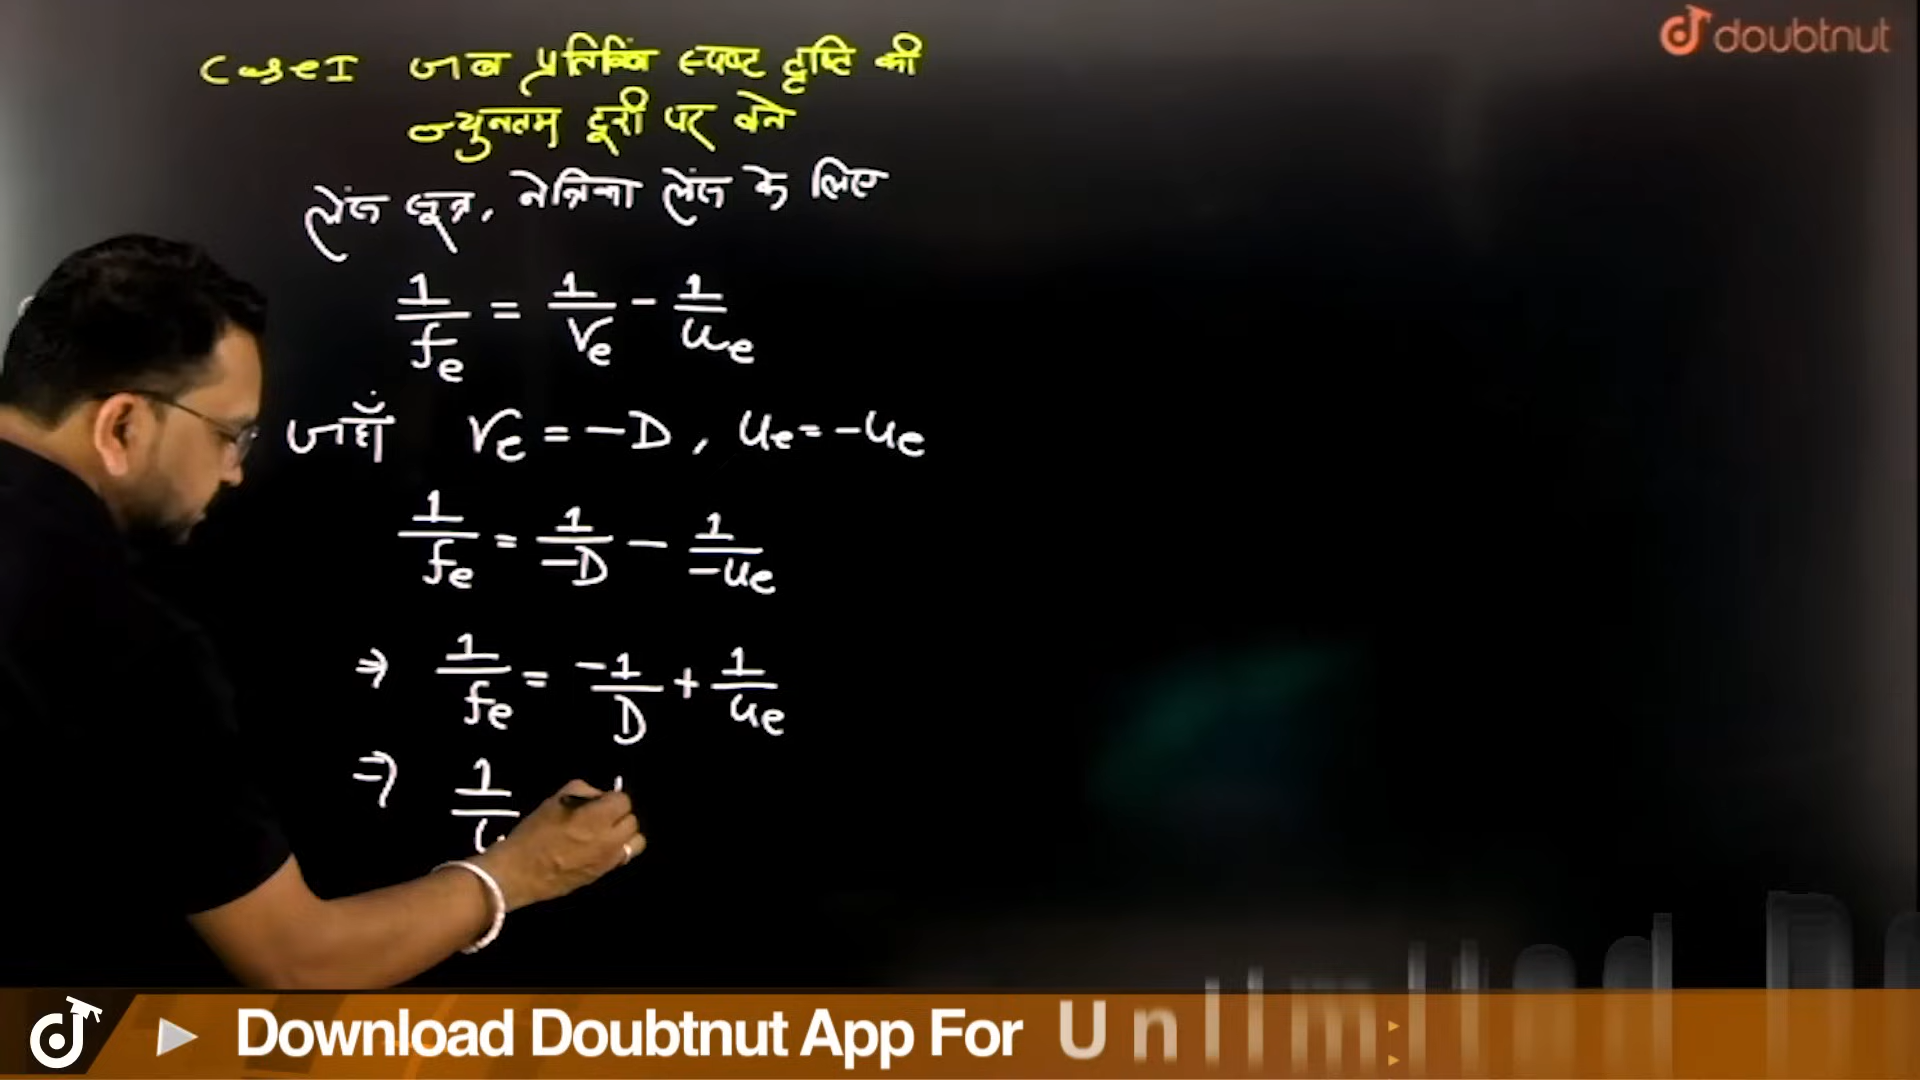 doubtnut
Case I जब प्रतिबिंब स्पष्ट दृष्टि की
न्युनतम दूरी पर बने
लेंज सूत्र, नेत्रिका लेंज के लिए
1/fe = 1/Ve - 1/ue
जहाँ Ve = -D, ue = -ue
1/fe = 1/-D - 1/-ue
⇒ 1/fe = -1/D + 1/ue
⇒ 1/
Download Doubtnut App For Unlimited